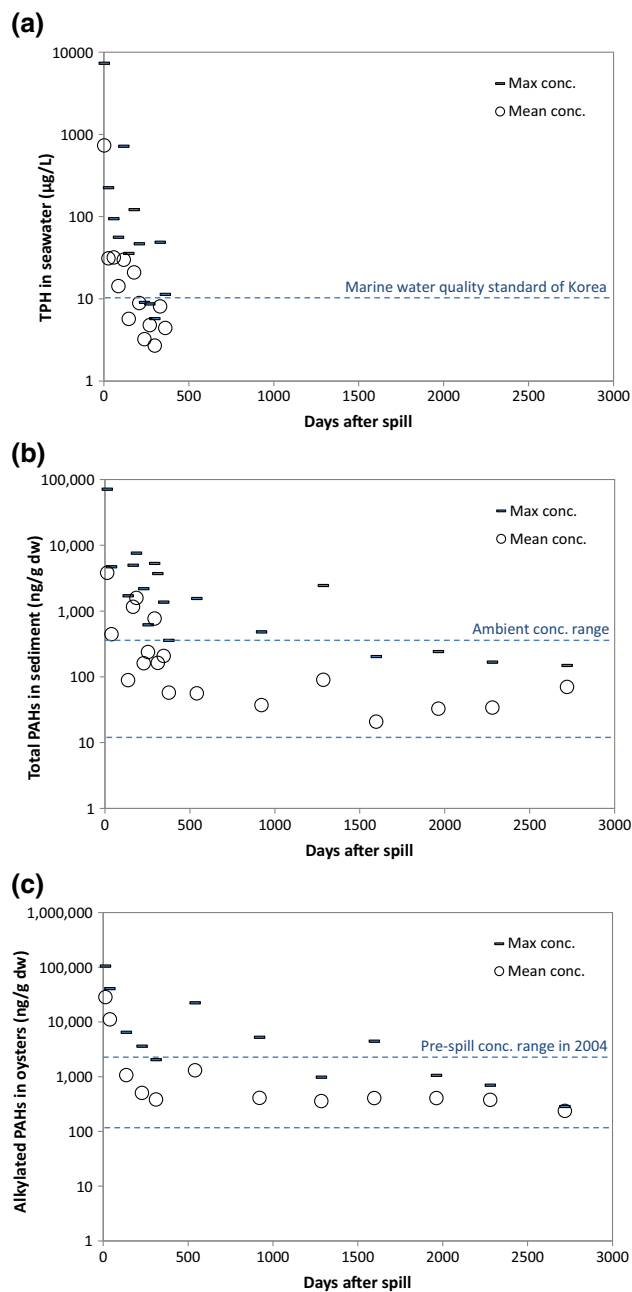 (a)
10000
1000
100
10
1
TPH in seawater (µg/L)
Max conc.
Mean conc.
Marine water quality standard of Korea
0 500 1000 1500 2000 2500 3000
Days after spill
(b)
100,000
10,000
1,000
100
10
1
Total PAHs in sediment (ng/g dw)
Max conc.
Mean conc.
Ambient conc. range
0 500 1000 1500 2000 2500 3000
Days after spill
(c)
1,000,000
100,000
10,000
1,000
100
10
1
Alkylated PAHs in oysters (ng/g dw)
Max conc.
Mean conc.
Pre-spill conc. range in 2004
0 500 1000 1500 2000 2500 3000
Days after spill